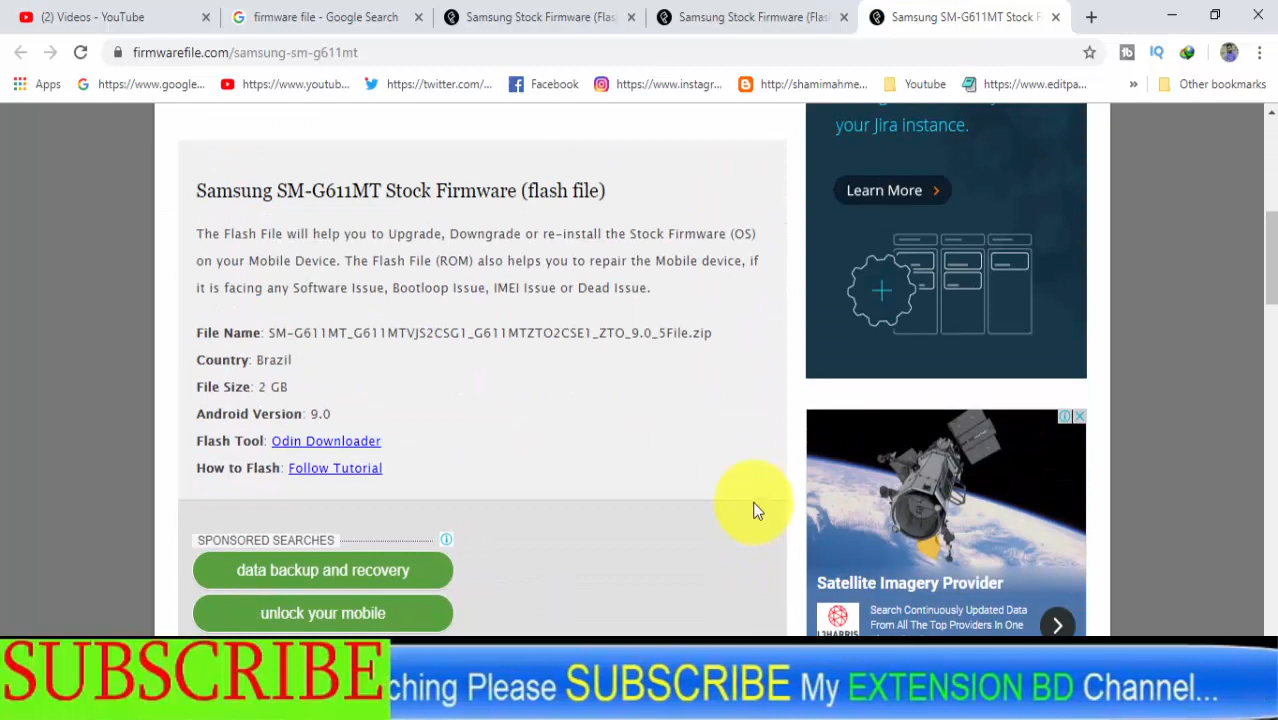 (2) Videos - YouTube
firmware file - Google Search
Samsung Stock Firmware (Flas
Samsung Stock Firmware (Flas
Samsung SM-G611MT Stock F
firmwarefile.com/samsung-sm-g611mt
Apps
https://www.google...
https://www.youtub...
https://twitter.com/...
Facebook
https://www.instagr...
http://shamimahme...
Youtube
https://www.editpa...
Other bookmarks
your Jira instance.
Learn More
Samsung SM-G611MT Stock Firmware (flash file)
The Flash File will help you to Upgrade, Downgrade or re-install the Stock Firmware (OS)
on your Mobile Device. The Flash File (ROM) also helps you to repair the Mobile device, if
it is facing any Software Issue, Bootloop Issue, IMEI Issue or Dead Issue.
File Name: SM-G611MT_G611MTVJS2CSG1_G611MTZTO2CSE1_ZTO_9.0_5File.zip
Country: Brazil
File Size: 2 GB
Android Version: 9.0
Flash Tool: Odin Downloader
How to Flash: Follow Tutorial
SPONSORED SEARCHES
data backup and recovery
unlock your mobile
Satellite Imagery Provider
Search Continuously Updated Data
From All The Top Providers In One
L3HARRIS
SUBSCRIBE
ching Please SUBSCRIBE My EXTENSION BD Channel...